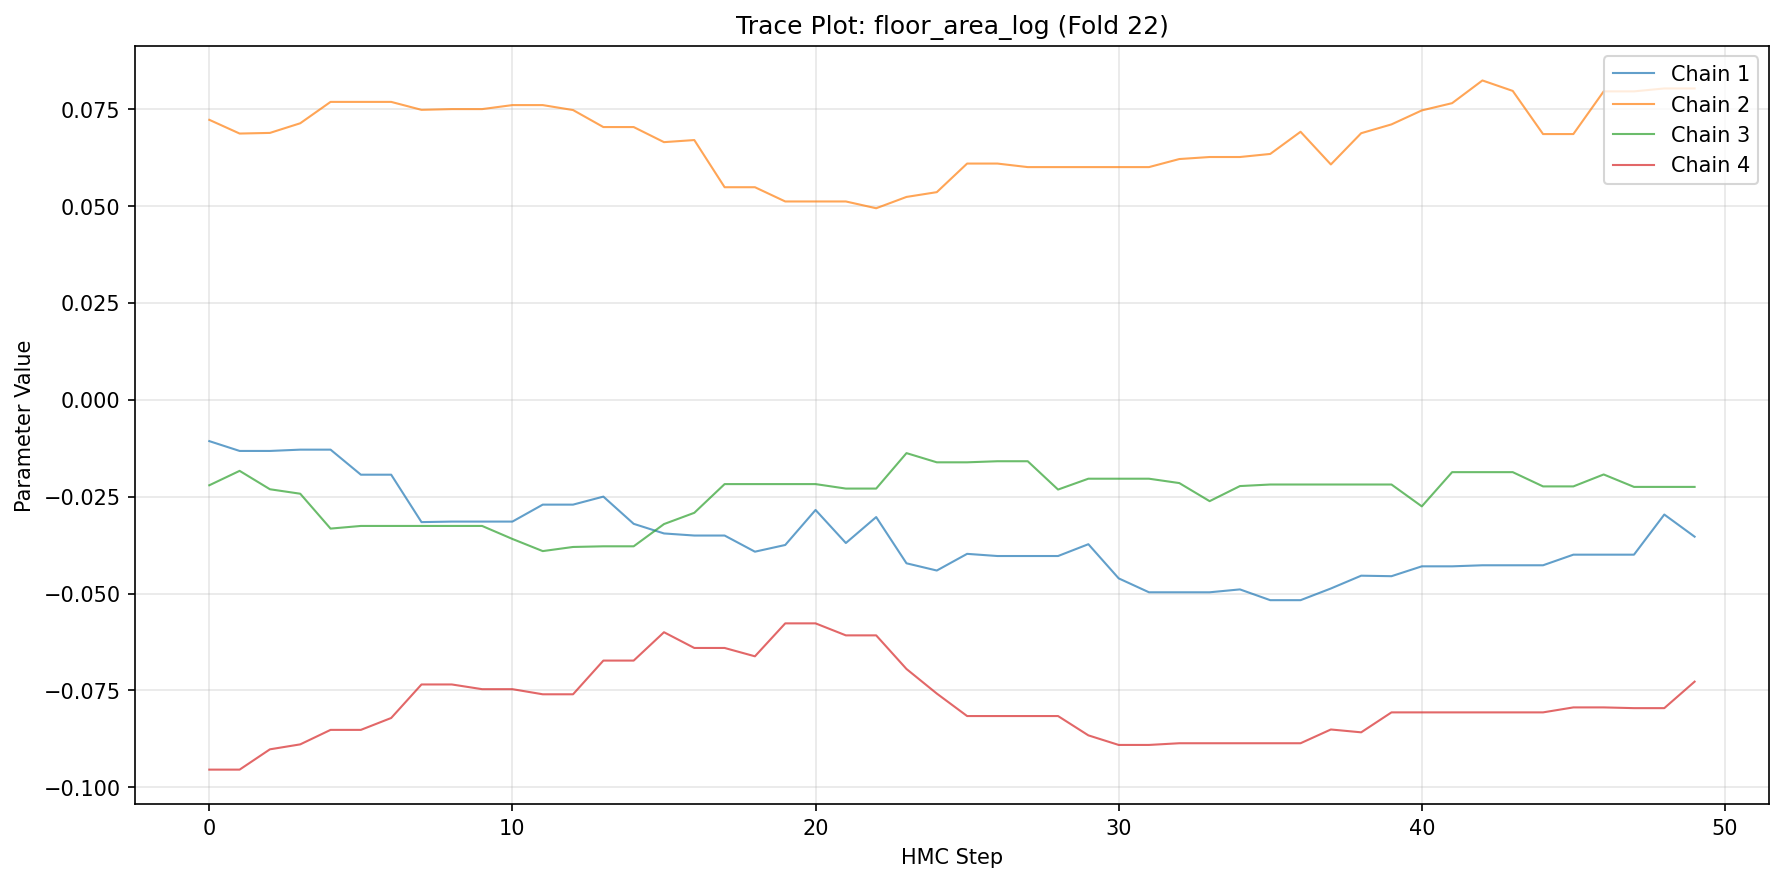 Trace Plot: floor_area_log (Fold 22)
Chain 1
Chain 2
Chain 3
Chain 4
Parameter Value
0.075
0.050
0.025
0.000
−0.025
−0.050
−0.075
−0.100
0 10 20 30 40 50
HMC Step